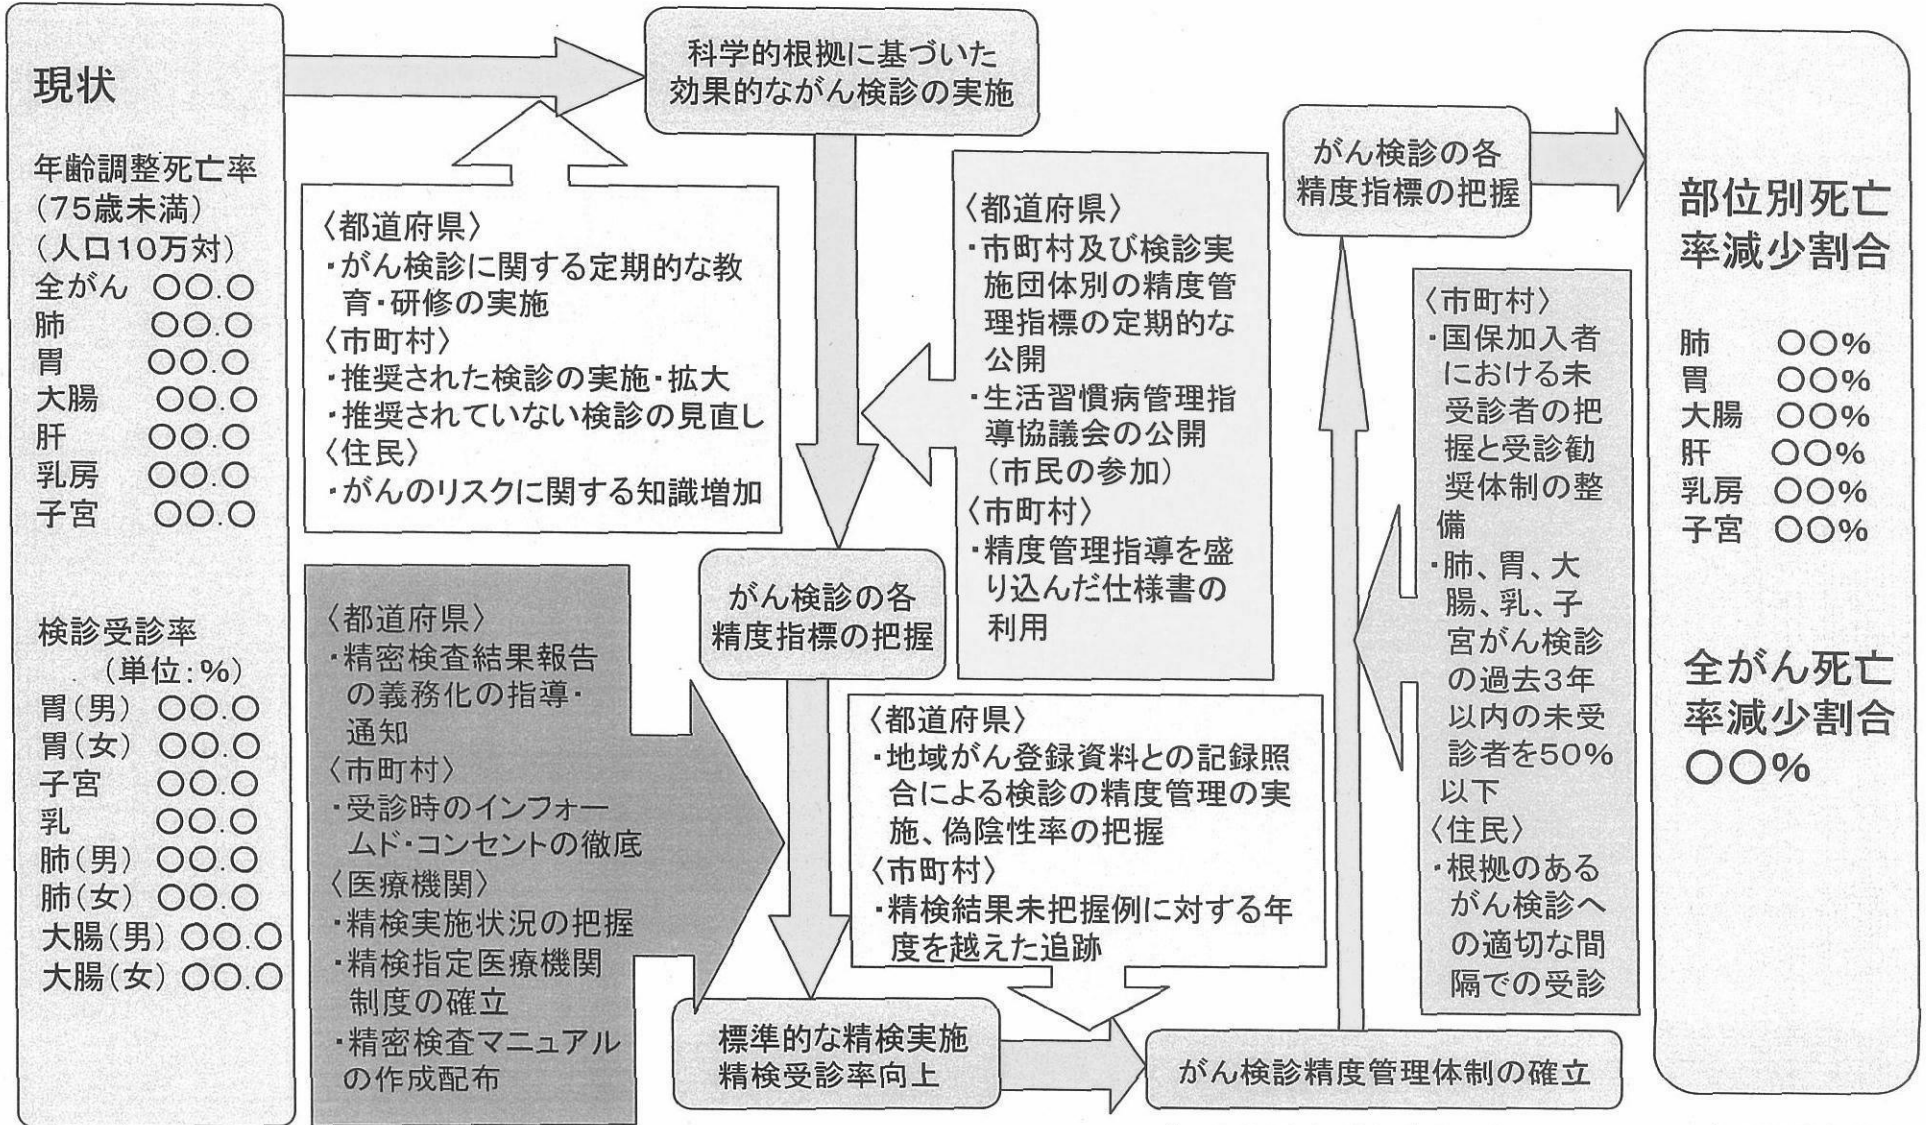 現状
年齢調整死亡率
(75歳未満)
(人口10万対)
全がん 〇〇.〇
肺 〇〇.〇
胃 〇〇.〇
大腸 〇〇.〇
肝 〇〇.〇
乳房 〇〇.〇
子宮 〇〇.〇
検診受診率
(単位:%)
胃(男) 〇〇.〇
胃(女) 〇〇.〇
子宮 〇〇.〇
乳 〇〇.〇
肺(男) 〇〇.〇
肺(女) 〇〇.〇
大腸(男) 〇〇.〇
大腸(女) 〇〇.〇
科学的根拠に基づいた
効果的ながん検診の実施
〈都道府県〉
・がん検診に関する定期的な教
育・研修の実施
〈市町村〉
・推奨された検診の実施・拡大
・推奨されていない検診の見直し
〈住民〉
・がんのリスクに関する知識増加
〈都道府県〉
・市町村及び検診実
施団体別の精度管
理指標の定期的な
公開
・生活習慣病管理指
導協議会の公開
(市民の参加)
〈市町村〉
・精度管理指導を盛
り込んだ仕様書の
利用
がん検診の各
精度指標の把握
〈都道府県〉
・精密検査結果報告
の義務化の指導・
通知
〈市町村〉
・受診時のインフォー
ムド・コンセントの徹底
〈医療機関〉
・精検実施状況の把握
・精検指定医療機関
制度の確立
・精密検査マニュアル
の作成配布
標準的な精検実施
精検受診率向上
〈都道府県〉
・地域がん登録資料との記録照
合による検診の精度管理の実
施、偽陰性率の把握
〈市町村〉
・精検結果未把握例に対する年
度を越えた追跡
がん検診精度管理体制の確立
〈市町村〉
・国保加入者
における未
受診者の把
握と受診勧
奨体制の整
備
・肺、胃、大
腸、乳、子
宮がん検診
の過去3年
以内の未受
診者を50%
以下
〈住民〉
・根拠のある
がん検診へ
の適切な間
隔での受診
がん検診の各
精度指標の把握
部位別死亡
率減少割合
肺 〇〇%
胃 〇〇%
大腸 〇〇%
肝 〇〇%
乳房 〇〇%
子宮 〇〇%
全がん死亡
率減少割合
〇〇%